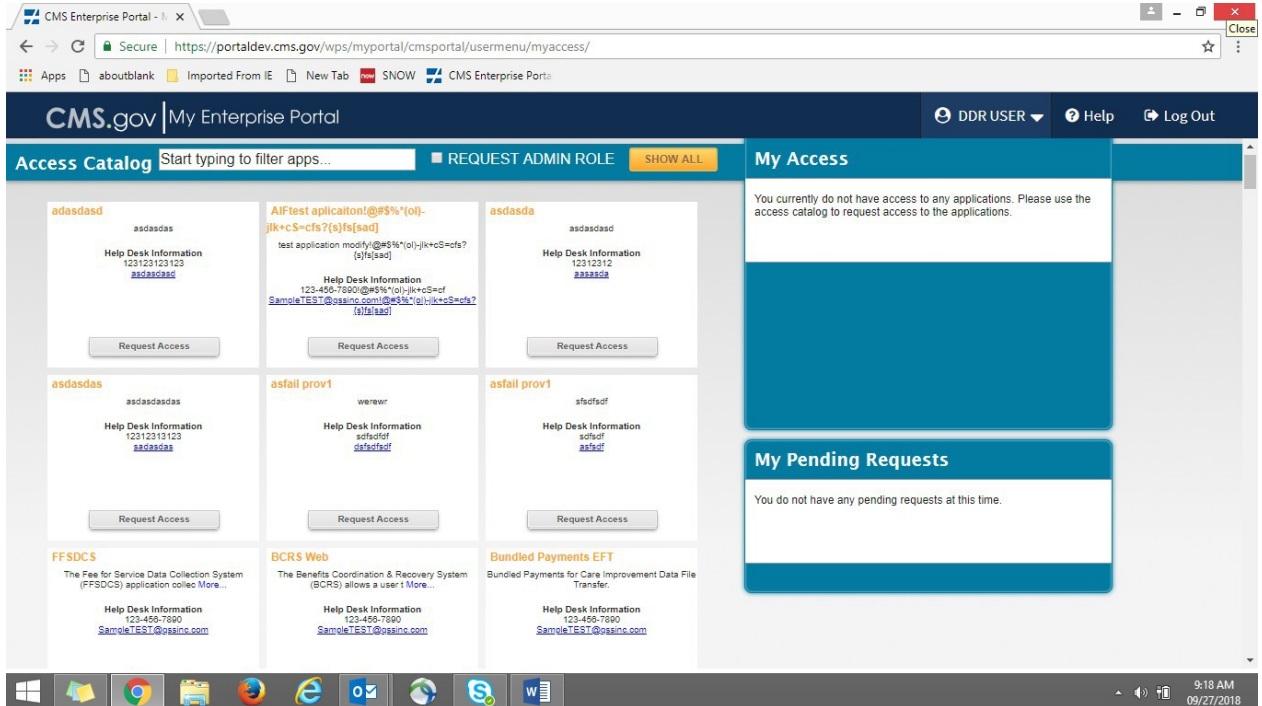 CMS Enterprise Portal - M
Close
Secure | https://portaldev.cms.gov/wps/myportal/cmsportal/usermenu/myaccess/
Apps aboutblank Imported From IE New Tab now SNOW CMS Enterprise Porta
CMS.gov My Enterprise Portal
DDR USER Help Log Out
Access Catalog Start typing to filter apps... REQUEST ADMIN ROLE SHOW ALL
adasdasd
asdasdas
Help Desk Information
123123123123
asdasdasd
Request Access
AIFtest aplicaiton!@#$%*(ol)-
jlk+cS=cfs?{s}fs[sad]
test application modify!@#$%*(ol)-jlk+cS=cfs?
{s}fs[sad]
Help Desk Information
123-456-7890!@#$%*(ol)-jlk+cS=cf
SampleTEST@qssinc.com!@#$%*(ol)-jlk+cS=cfs?
{s}fs[sad]
Request Access
asdasda
asdasdasd
Help Desk Information
12312312
aasasda
Request Access
asdasdas
asdasdasdas
Help Desk Information
12312313123
sadasdas
Request Access
asfail prov1
werewr
Help Desk Information
sdfsdfdf
dsfsdfsdf
Request Access
asfail prov1
sfsdfsdf
Help Desk Information
sdfsdf
asfsdf
Request Access
FFSDCS
The Fee for Service Data Collection System
(FFSDCS) application collec More...
Help Desk Information
123-456-7890
SampleTEST@qssinc.com
BCRS Web
The Benefits Coordination & Recovery System
(BCRS) allows a user t More...
Help Desk Information
123-456-7890
SampleTEST@qssinc.com
Bundled Payments EFT
Bundled Payments for Care Improvement Data File
Transfer.
Help Desk Information
123-456-7890
SampleTEST@qssinc.com
My Access
You currently do not have access to any applications. Please use the
access catalog to request access to the applications.
My Pending Requests
You do not have any pending requests at this time.
9:18 AM
09/27/2018